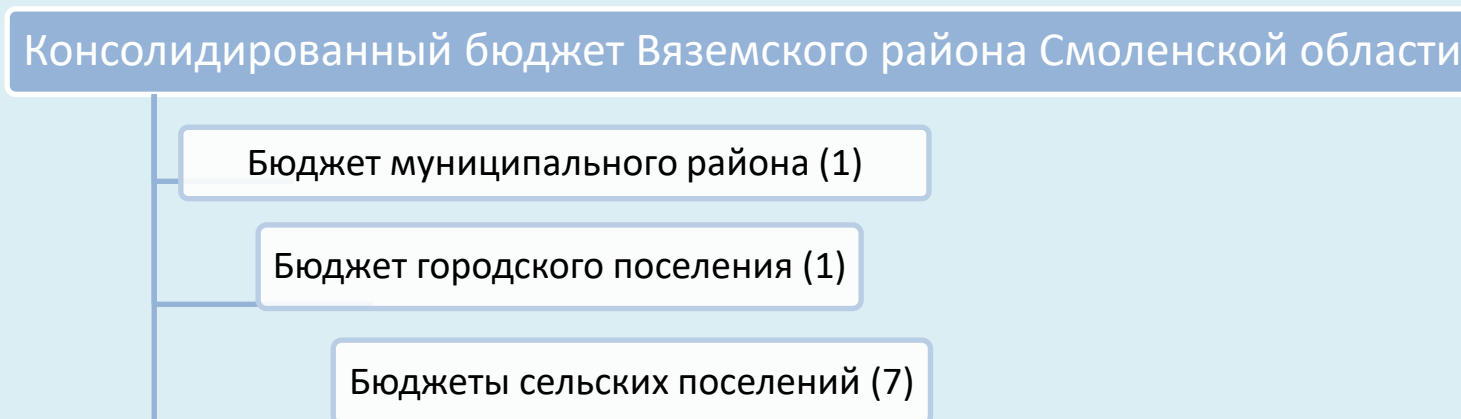 Консолидированный бюджет Вяземского района Смоленской области
Бюджет муниципального района (1)
Бюджет городского поселения (1)
Бюджеты сельских поселений (7)